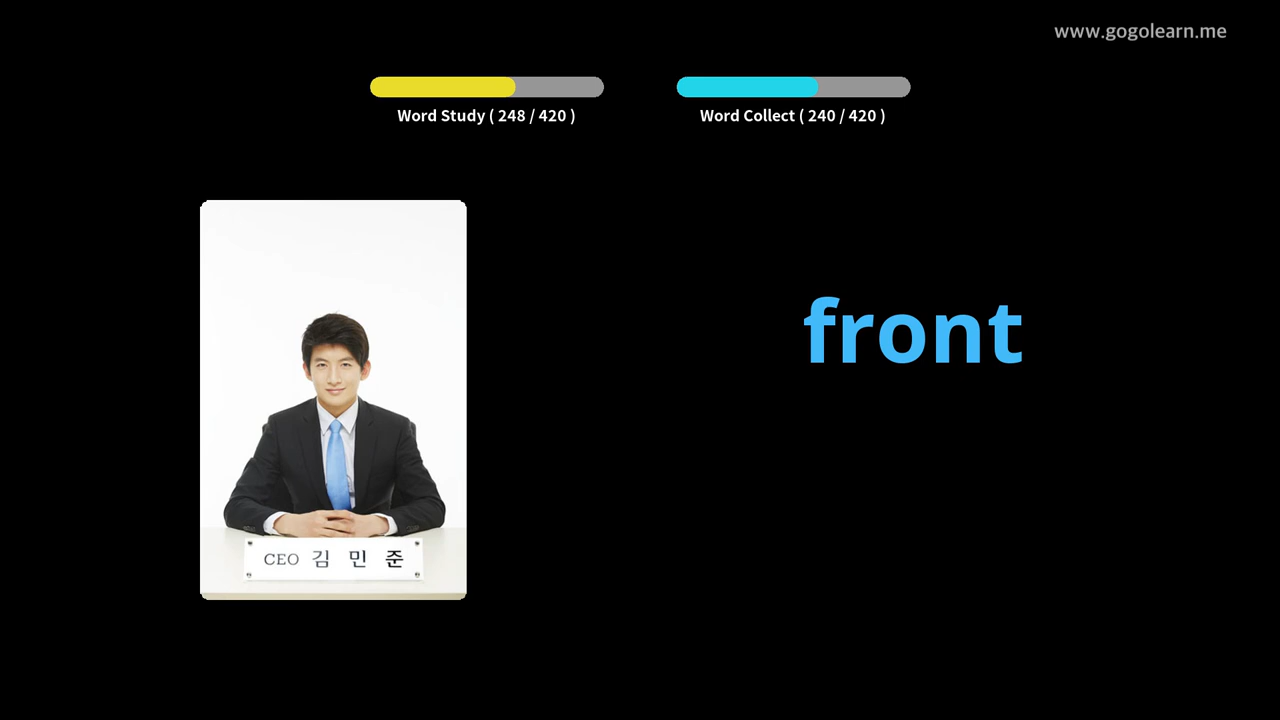 www.gogolearn.me
Word Study ( 248 / 420 )
Word Collect ( 240 / 420 )
front
CEO 김 민 준